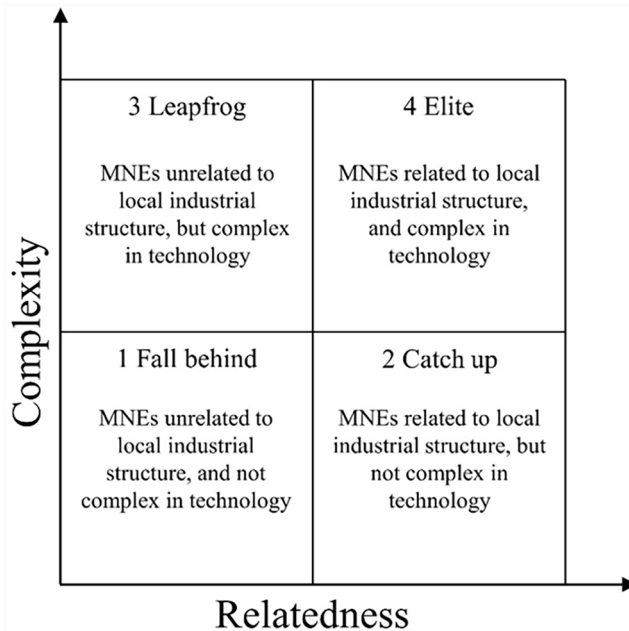 3 Leapfrog
MNEs unrelated to
local industrial
structure, but complex
in technology
4 Elite
MNEs related to local
industrial structure,
and complex in
technology
1 Fall behind
MNEs unrelated to
local industrial
structure, and not
complex in technology
2 Catch up
MNEs related to local
industrial structure, but
not complex in
technology
Complexity
Relatedness